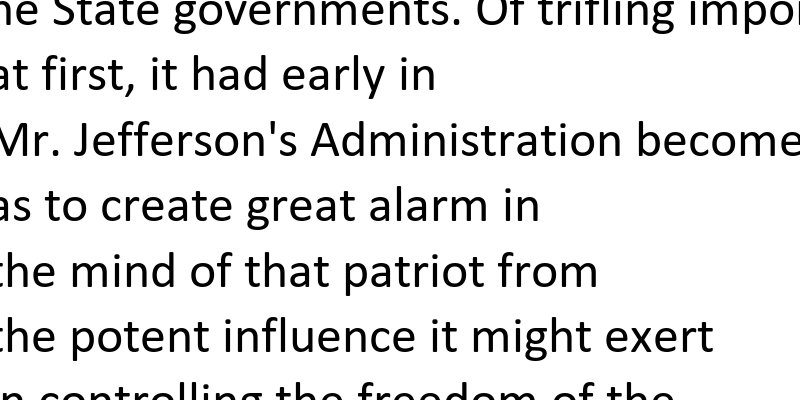 he State governments. Of trifling impor
at first, it had early in
Mr. Jefferson's Administration become
as to create great alarm in
the mind of that patriot from
the potent influence it might exert
in controlling the freedom of the